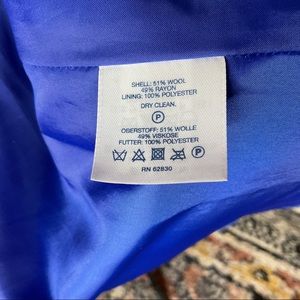 SHELL: 51% WOOL
49% RAYON
LINING: 100% POLYESTER
DRY CLEAN.
P
OBERSTOFF: 51% WOLLE
49% VISKOSE
FUTTER: 100% POLYESTER
P
RN 62830